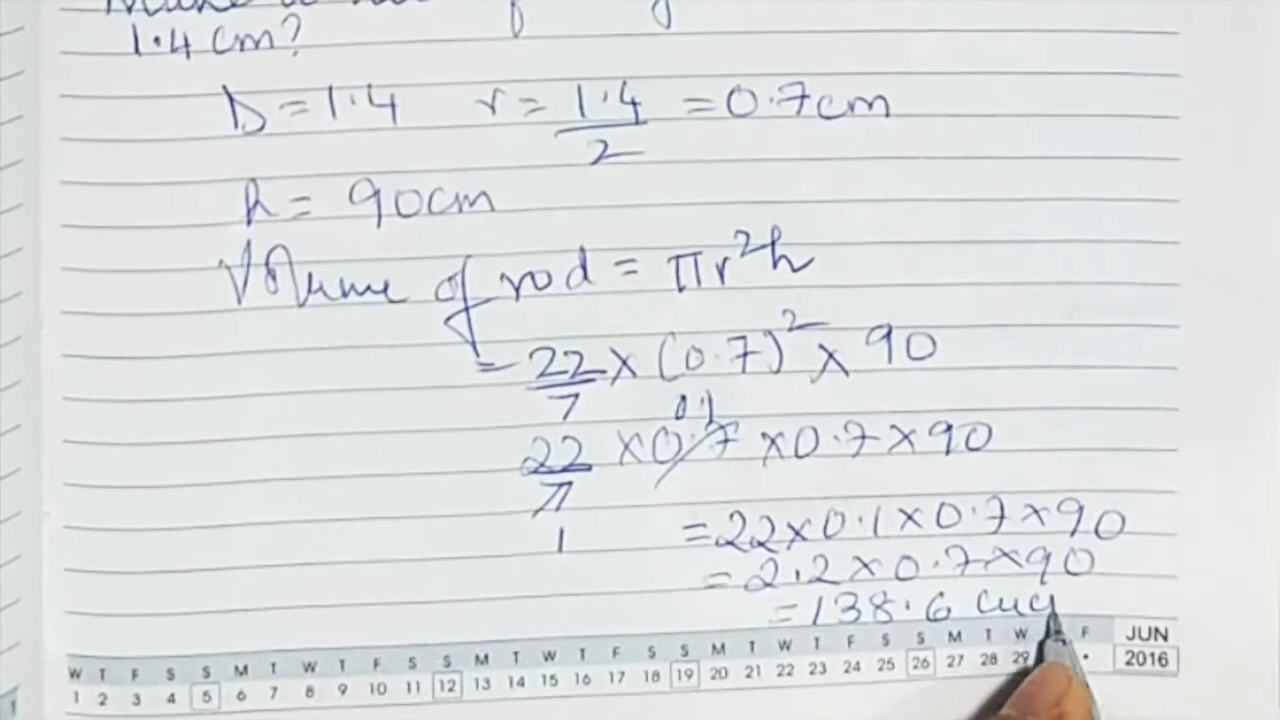 1.4 cm?
D = 1.4 r = 1.4/2 = 0.7cm
h = 90cm
Volume of rod = πr²h
= 22/7 × (0.7)² × 90
0.1
22/7 × 0.7 × 0.7 × 90
1
= 22 × 0.1 × 0.7 × 90
= 2.2 × 0.7 × 90
= 138.6
W T F S S M T W T F S S M T W T F S S M T W T F S S M T W F JUN
1 2 3 4 5 6 7 8 9 10 11 12 13 14 15 16 17 18 19 20 21 22 23 24 25 26 27 28 29 2016